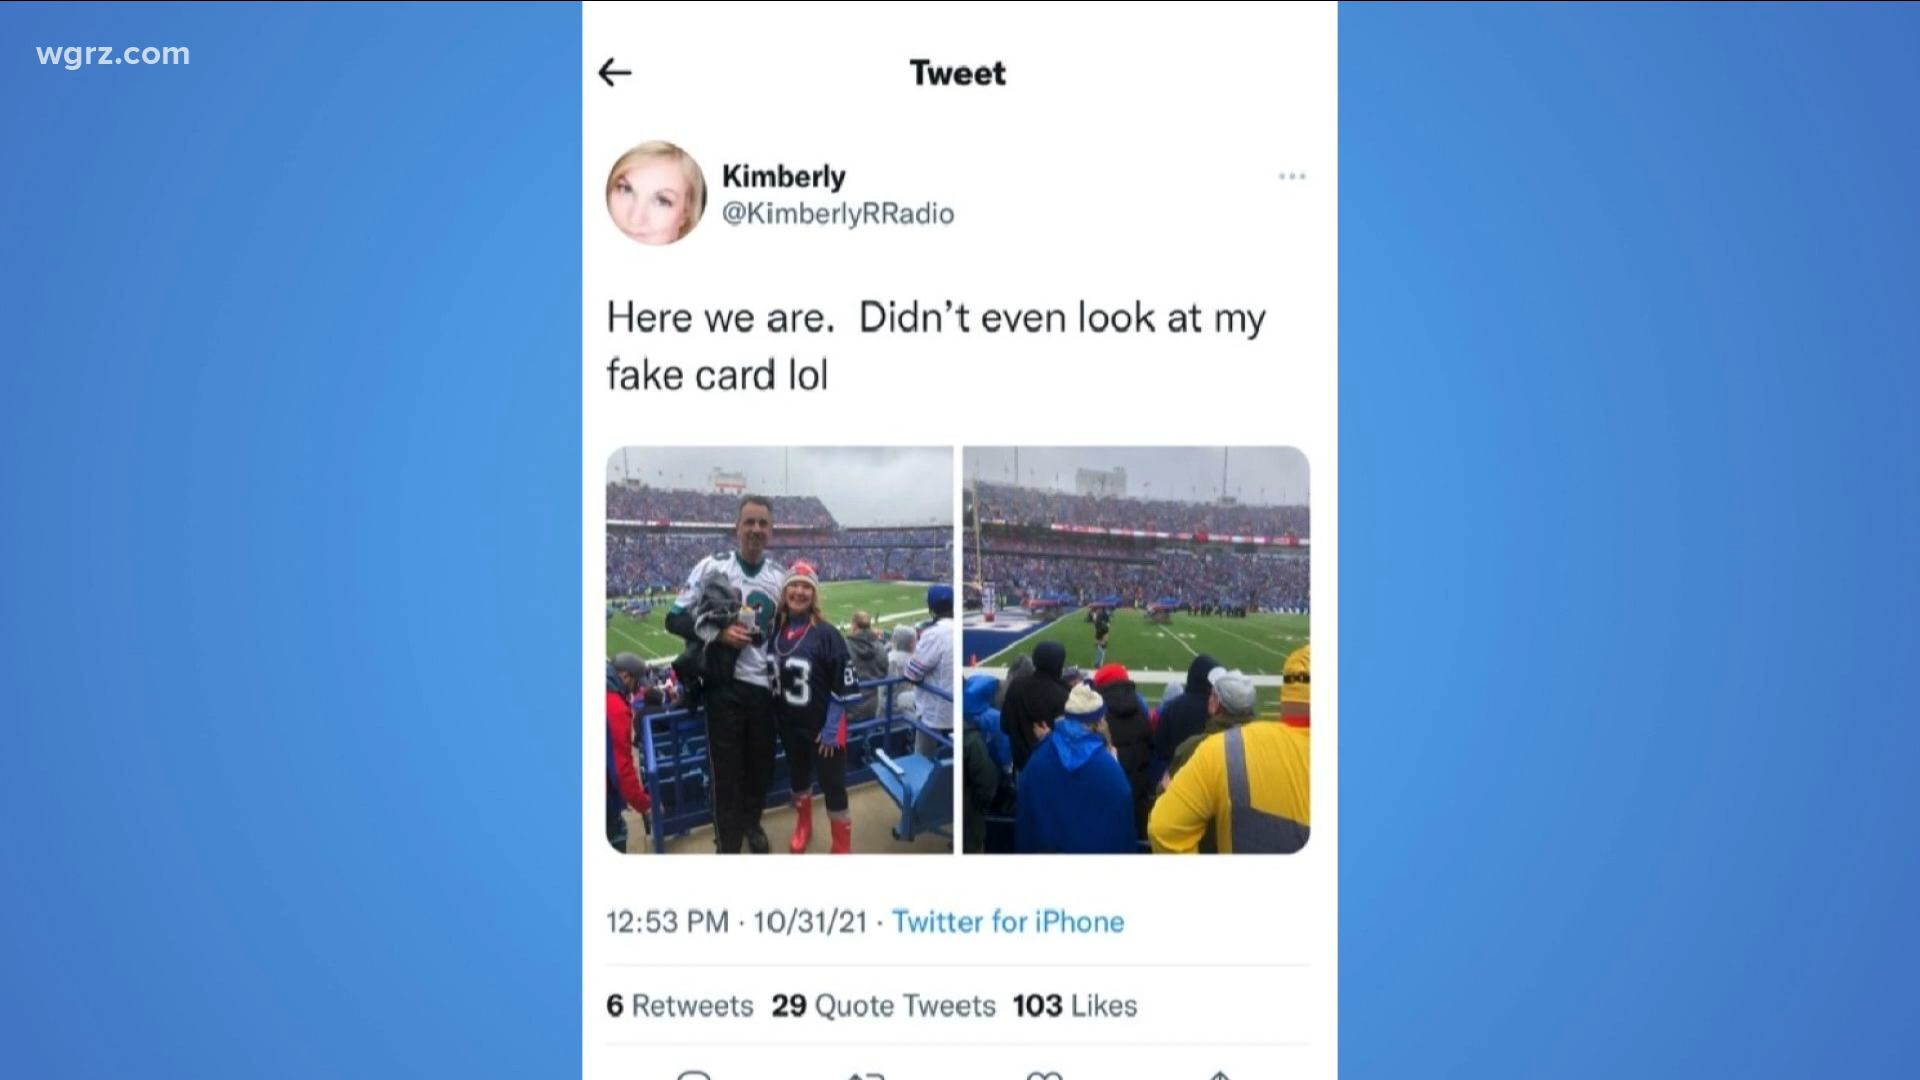 wgrz.com
Tweet
Kimberly
@KimberlyRRadio
Here we are.  Didn’t even look at my
fake card lol
83
12:53 PM · 10/31/21 · Twitter for iPhone
6 Retweets 29 Quote Tweets 103 Likes